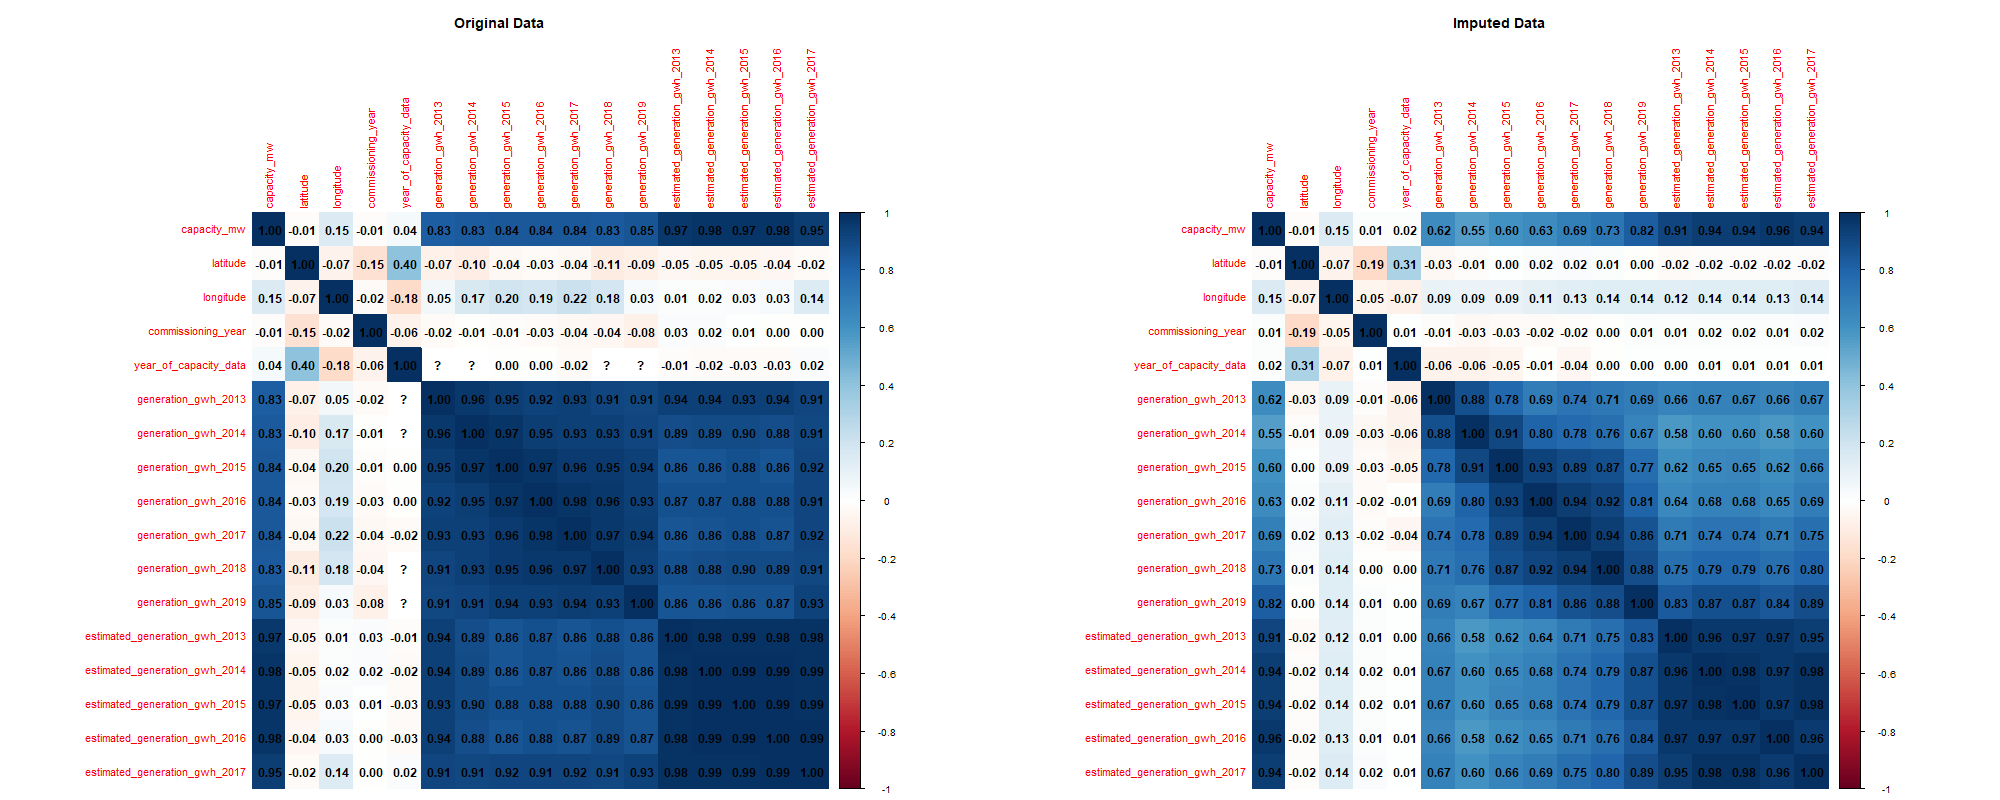 Original Data
capacity_mw
latitude
longitude
commissioning_year
year_of_capacity_data
generation_gwh_2013
generation_gwh_2014
generation_gwh_2015
generation_gwh_2016
generation_gwh_2017
generation_gwh_2018
generation_gwh_2019
estimated_generation_gwh_2013
estimated_generation_gwh_2014
estimated_generation_gwh_2015
estimated_generation_gwh_2016
estimated_generation_gwh_2017
capacity_mw 1.00 -0.01 0.15 -0.01 0.04 0.83 0.83 0.84 0.84 0.84 0.83 0.85 0.97 0.98 0.97 0.98 0.95
latitude -0.01 1.00 -0.07 -0.15 0.40 -0.07 -0.10 -0.04 -0.03 -0.04 -0.11 -0.09 -0.05 -0.05 -0.05 -0.04 -0.02
longitude 0.15 -0.07 1.00 -0.02 -0.18 0.05 0.17 0.20 0.19 0.22 0.18 0.03 0.01 0.02 0.03 0.03 0.14
commissioning_year -0.01 -0.15 -0.02 1.00 -0.06 -0.02 -0.01 -0.01 -0.03 -0.04 -0.04 -0.08 0.03 0.02 0.01 0.00 0.00
year_of_capacity_data 0.04 0.40 -0.18 -0.06 1.00 ? ? 0.00 0.00 -0.02 ? ? -0.01 -0.02 -0.03 -0.03 0.02
generation_gwh_2013 0.83 -0.07 0.05 -0.02 ? 1.00 0.96 0.95 0.92 0.93 0.91 0.91 0.94 0.94 0.93 0.94 0.91
generation_gwh_2014 0.83 -0.10 0.17 -0.01 ? 0.96 1.00 0.97 0.95 0.93 0.93 0.91 0.89 0.89 0.90 0.88 0.91
generation_gwh_2015 0.84 -0.04 0.20 -0.01 0.00 0.95 0.97 1.00 0.97 0.96 0.95 0.94 0.86 0.86 0.88 0.86 0.92
generation_gwh_2016 0.84 -0.03 0.19 -0.03 0.00 0.92 0.95 0.97 1.00 0.98 0.96 0.93 0.87 0.87 0.88 0.88 0.91
generation_gwh_2017 0.84 -0.04 0.22 -0.04 -0.02 0.93 0.93 0.96 0.98 1.00 0.97 0.94 0.86 0.86 0.88 0.87 0.92
generation_gwh_2018 0.83 -0.11 0.18 -0.04 ? 0.91 0.93 0.95 0.96 0.97 1.00 0.93 0.88 0.88 0.90 0.89 0.91
generation_gwh_2019 0.85 -0.09 0.03 -0.08 ? 0.91 0.91 0.94 0.93 0.94 0.93 1.00 0.86 0.86 0.86 0.87 0.93
estimated_generation_gwh_2013 0.97 -0.05 0.01 0.03 -0.01 0.94 0.89 0.86 0.87 0.86 0.88 0.86 1.00 0.98 0.99 0.98 0.98
estimated_generation_gwh_2014 0.98 -0.05 0.02 0.02 -0.02 0.94 0.89 0.86 0.87 0.86 0.88 0.86 0.98 1.00 0.99 0.99 0.99
estimated_generation_gwh_2015 0.97 -0.05 0.03 0.01 -0.03 0.93 0.90 0.88 0.88 0.88 0.90 0.86 0.99 0.99 1.00 0.99 0.99
estimated_generation_gwh_2016 0.98 -0.04 0.03 0.00 -0.03 0.94 0.88 0.86 0.88 0.87 0.89 0.87 0.98 0.99 0.99 1.00 0.99
estimated_generation_gwh_2017 0.95 -0.02 0.14 0.00 0.02 0.91 0.91 0.92 0.91 0.92 0.91 0.93 0.98 0.99 0.99 0.99 1.00
1
0.8
0.6
0.4
0.2
0
-0.2
-0.4
-0.6
-0.8
-1
Imputed Data
capacity_mw
latitude
longitude
commissioning_year
year_of_capacity_data
generation_gwh_2013
generation_gwh_2014
generation_gwh_2015
generation_gwh_2016
generation_gwh_2017
generation_gwh_2018
generation_gwh_2019
estimated_generation_gwh_2013
estimated_generation_gwh_2014
estimated_generation_gwh_2015
estimated_generation_gwh_2016
estimated_generation_gwh_2017
capacity_mw 1.00 -0.01 0.15 0.01 0.02 0.62 0.55 0.60 0.63 0.69 0.73 0.82 0.91 0.94 0.94 0.96 0.94
latitude -0.01 1.00 -0.07 -0.19 0.31 -0.03 -0.01 0.00 0.02 0.02 0.01 0.00 -0.02 -0.02 -0.02 -0.02 -0.02
longitude 0.15 -0.07 1.00 -0.05 -0.07 0.09 0.09 0.09 0.11 0.13 0.14 0.14 0.12 0.14 0.14 0.13 0.14
commissioning_year 0.01 -0.19 -0.05 1.00 0.01 -0.01 -0.03 -0.03 -0.02 -0.02 0.00 0.01 0.01 0.02 0.02 0.01 0.02
year_of_capacity_data 0.02 0.31 -0.07 0.01 1.00 -0.06 -0.06 -0.05 -0.01 -0.04 0.00 0.00 0.00 0.01 0.01 0.01 0.01
generation_gwh_2013 0.62 -0.03 0.09 -0.01 -0.06 1.00 0.88 0.78 0.69 0.74 0.71 0.69 0.66 0.67 0.67 0.66 0.67
generation_gwh_2014 0.55 -0.01 0.09 -0.03 -0.06 0.88 1.00 0.91 0.80 0.78 0.76 0.67 0.58 0.60 0.60 0.58 0.60
generation_gwh_2015 0.60 0.00 0.09 -0.03 -0.05 0.78 0.91 1.00 0.93 0.89 0.87 0.77 0.62 0.65 0.65 0.62 0.66
generation_gwh_2016 0.63 0.02 0.11 -0.02 -0.01 0.69 0.80 0.93 1.00 0.94 0.92 0.81 0.64 0.68 0.68 0.65 0.69
generation_gwh_2017 0.69 0.02 0.13 -0.02 -0.04 0.74 0.78 0.89 0.94 1.00 0.94 0.86 0.71 0.74 0.74 0.71 0.75
generation_gwh_2018 0.73 0.01 0.14 0.00 0.00 0.71 0.76 0.87 0.92 0.94 1.00 0.88 0.75 0.79 0.79 0.76 0.80
generation_gwh_2019 0.82 0.00 0.14 0.01 0.00 0.69 0.67 0.77 0.81 0.86 0.88 1.00 0.83 0.87 0.87 0.84 0.89
estimated_generation_gwh_2013 0.91 -0.02 0.12 0.01 0.00 0.66 0.58 0.62 0.64 0.71 0.75 0.83 1.00 0.96 0.97 0.97 0.95
estimated_generation_gwh_2014 0.94 -0.02 0.14 0.02 0.01 0.67 0.60 0.65 0.68 0.74 0.79 0.87 0.96 1.00 0.98 0.97 0.98
estimated_generation_gwh_2015 0.94 -0.02 0.14 0.02 0.01 0.67 0.60 0.65 0.68 0.74 0.79 0.87 0.97 0.98 1.00 0.97 0.98
estimated_generation_gwh_2016 0.96 -0.02 0.13 0.01 0.01 0.66 0.58 0.62 0.65 0.71 0.76 0.84 0.97 0.97 0.97 1.00 0.96
estimated_generation_gwh_2017 0.94 -0.02 0.14 0.02 0.01 0.67 0.60 0.66 0.69 0.75 0.80 0.89 0.95 0.98 0.98 0.96 1.00
1
0.8
0.6
0.4
0.2
0
-0.2
-0.4
-0.6
-0.8
-1